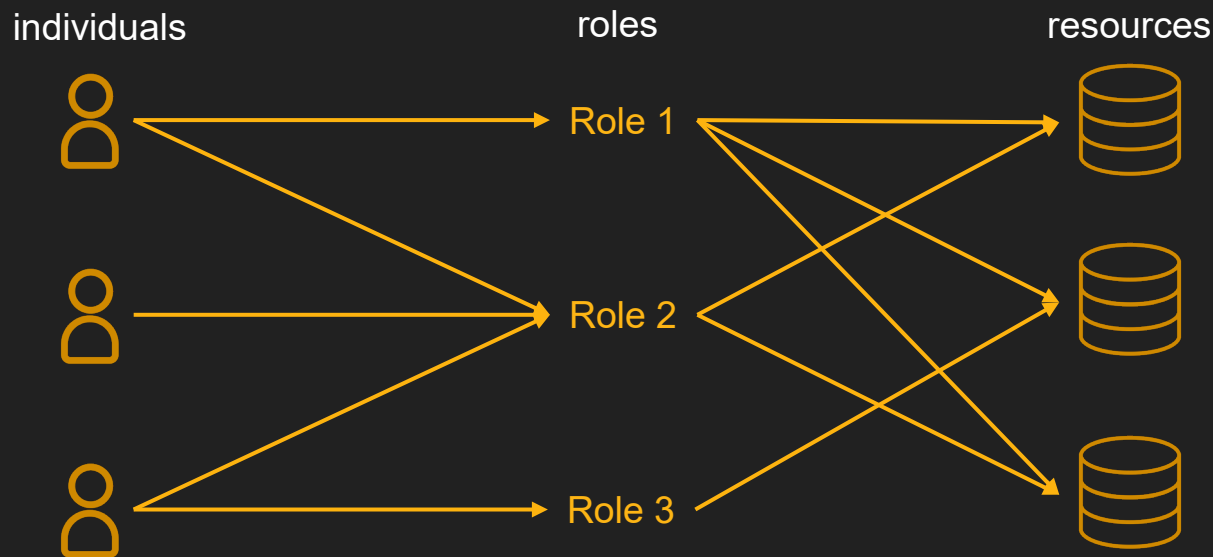 individuals
roles
resources
Role 1
Role 2
Role 3